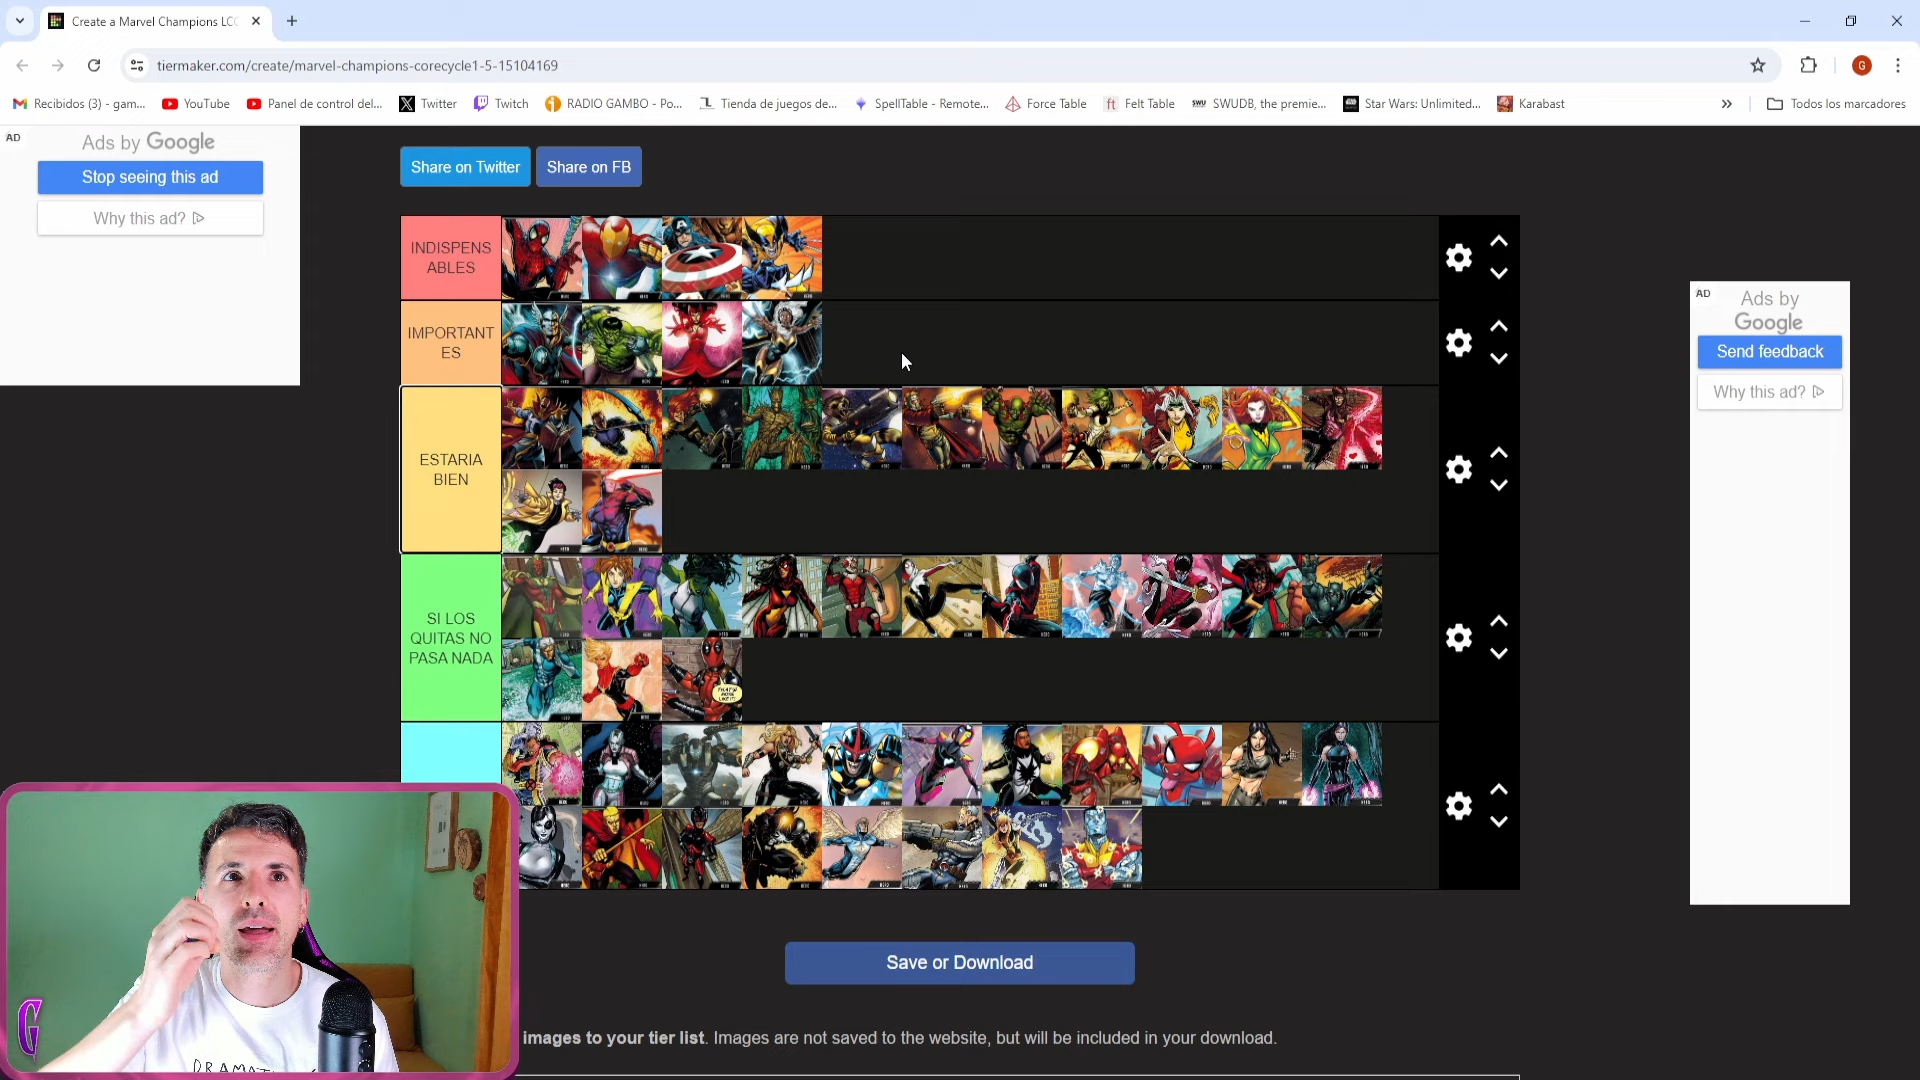 Create a Marvel Champions LC
tiermaker.com/create/marvel-champions-corecycle1-5-15104169
G
Recibidos (3) - gam...
YouTube
Panel de control del...
Twitter
Twitch
RADIO GAMBO - Po...
Tienda de juegos de...
SpellTable - Remote...
Force Table
ft
Felt Table
SWU
SWUDB, the premie...
Star Wars: Unlimited...
Karabast
»
Todos los marcadores
AD
Ads by Google
Stop seeing this ad
Why this ad?
Share on Twitter
Share on FB
INDISPENS
ABLES
IMPORTANT
ES
ESTARIA
BIEN
SI LOS
QUITAS NO
PASA NADA
AD
Ads by
Google
Send feedback
Why this ad?
Save or Download
images to your tier list. Images are not saved to the website, but will be included in your download.
G